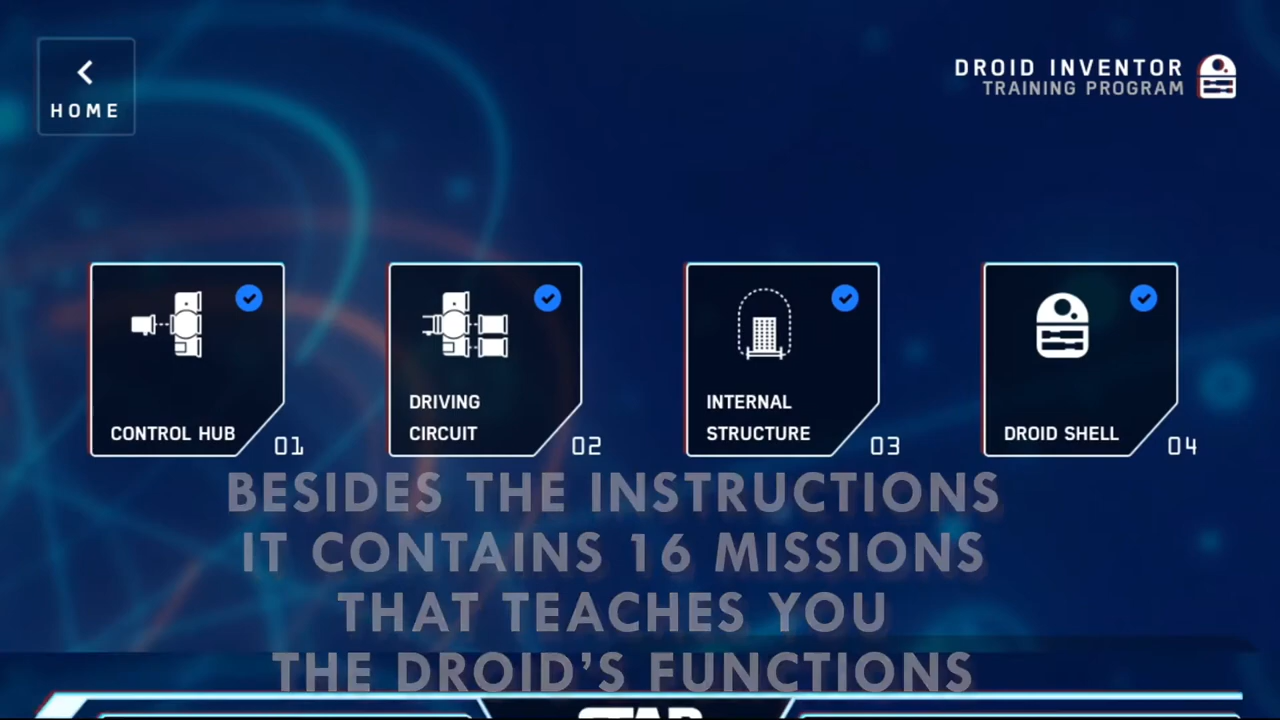 HOME
DROID INVENTOR
TRAINING PROGRAM
CONTROL HUB
01
DRIVING
CIRCUIT
02
INTERNAL
STRUCTURE
03
DROID SHELL
04
BESIDES THE INSTRUCTIONS
IT CONTAINS 16 MISSIONS
THAT TEACHES YOU
THE DROID'S FUNCTIONS
STAR